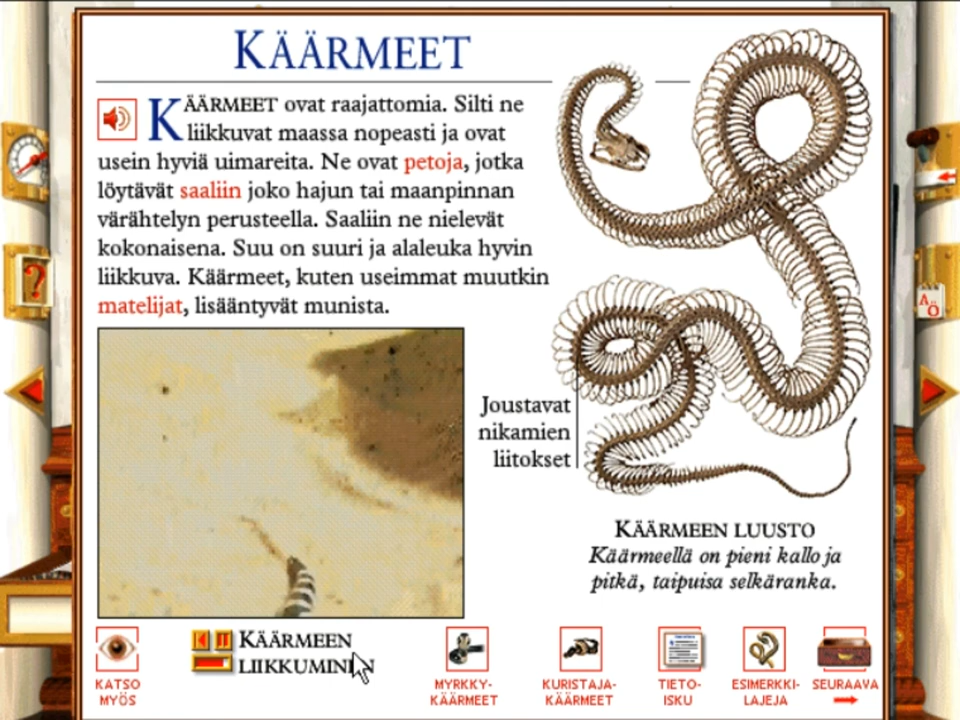 KÄÄRMEET
KÄÄRMEET ovat raajattomia. Silti ne
liikkuvat maassa nopeasti ja ovat
usein hyviä uimareita. Ne ovat petoja, jotka
löytävät saaliin joko hajun tai maanpinnan
värähtelyn perusteella. Saaliin ne nielevät
kokonaisena. Suu on suuri ja alaleuka hyvin
liikkuva. Käärmeet, kuten useimmat muutkin
matelijat, lisääntyvät munista.
Joustavat
nikamien
liitokset
KÄÄRMEEN LUUSTO
Käärmeellä on pieni kallo ja
pitkä, taipuisa selkäranka.
KATSO
MYÖS
KÄÄRMEEN
LIIKKUMINEN
MYRKKY-
KÄÄRMEET
KURISTAJA-
KÄÄRMEET
TIETO-
ISKU
ESIMERKKI-
LAJEJA
SEURAAVA
?
A
Ö